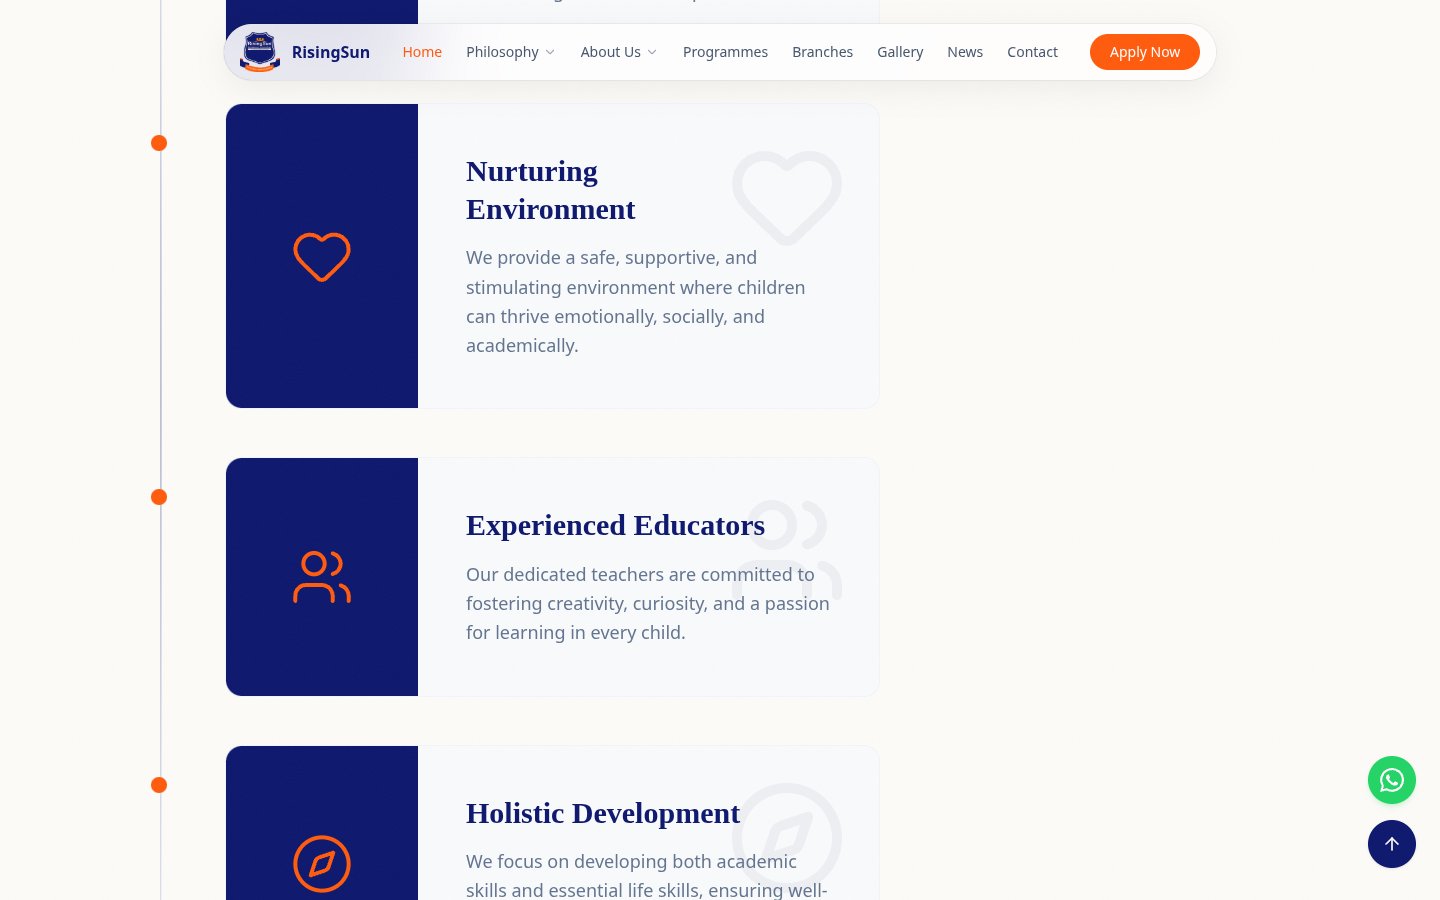 RisingSun
Home
Philosophy
About Us
Programmes
Branches
Gallery
News
Contact
Apply Now
Nurturing
Environment
We provide a safe, supportive, and
stimulating environment where children
can thrive emotionally, socially, and
academically.
Experienced Educators
Our dedicated teachers are committed to
fostering creativity, curiosity, and a passion
for learning in every child.
Holistic Development
We focus on developing both academic
skills and essential life skills, ensuring well-